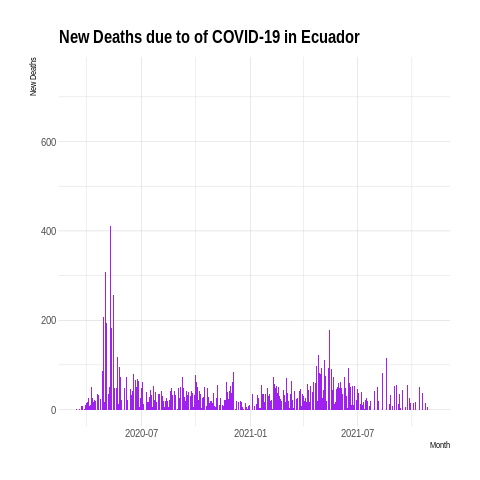 New Deaths due to of COVID-19 in Ecuador
New Deaths
600
400
200
0
2020-07
2021-01
2021-07
Month